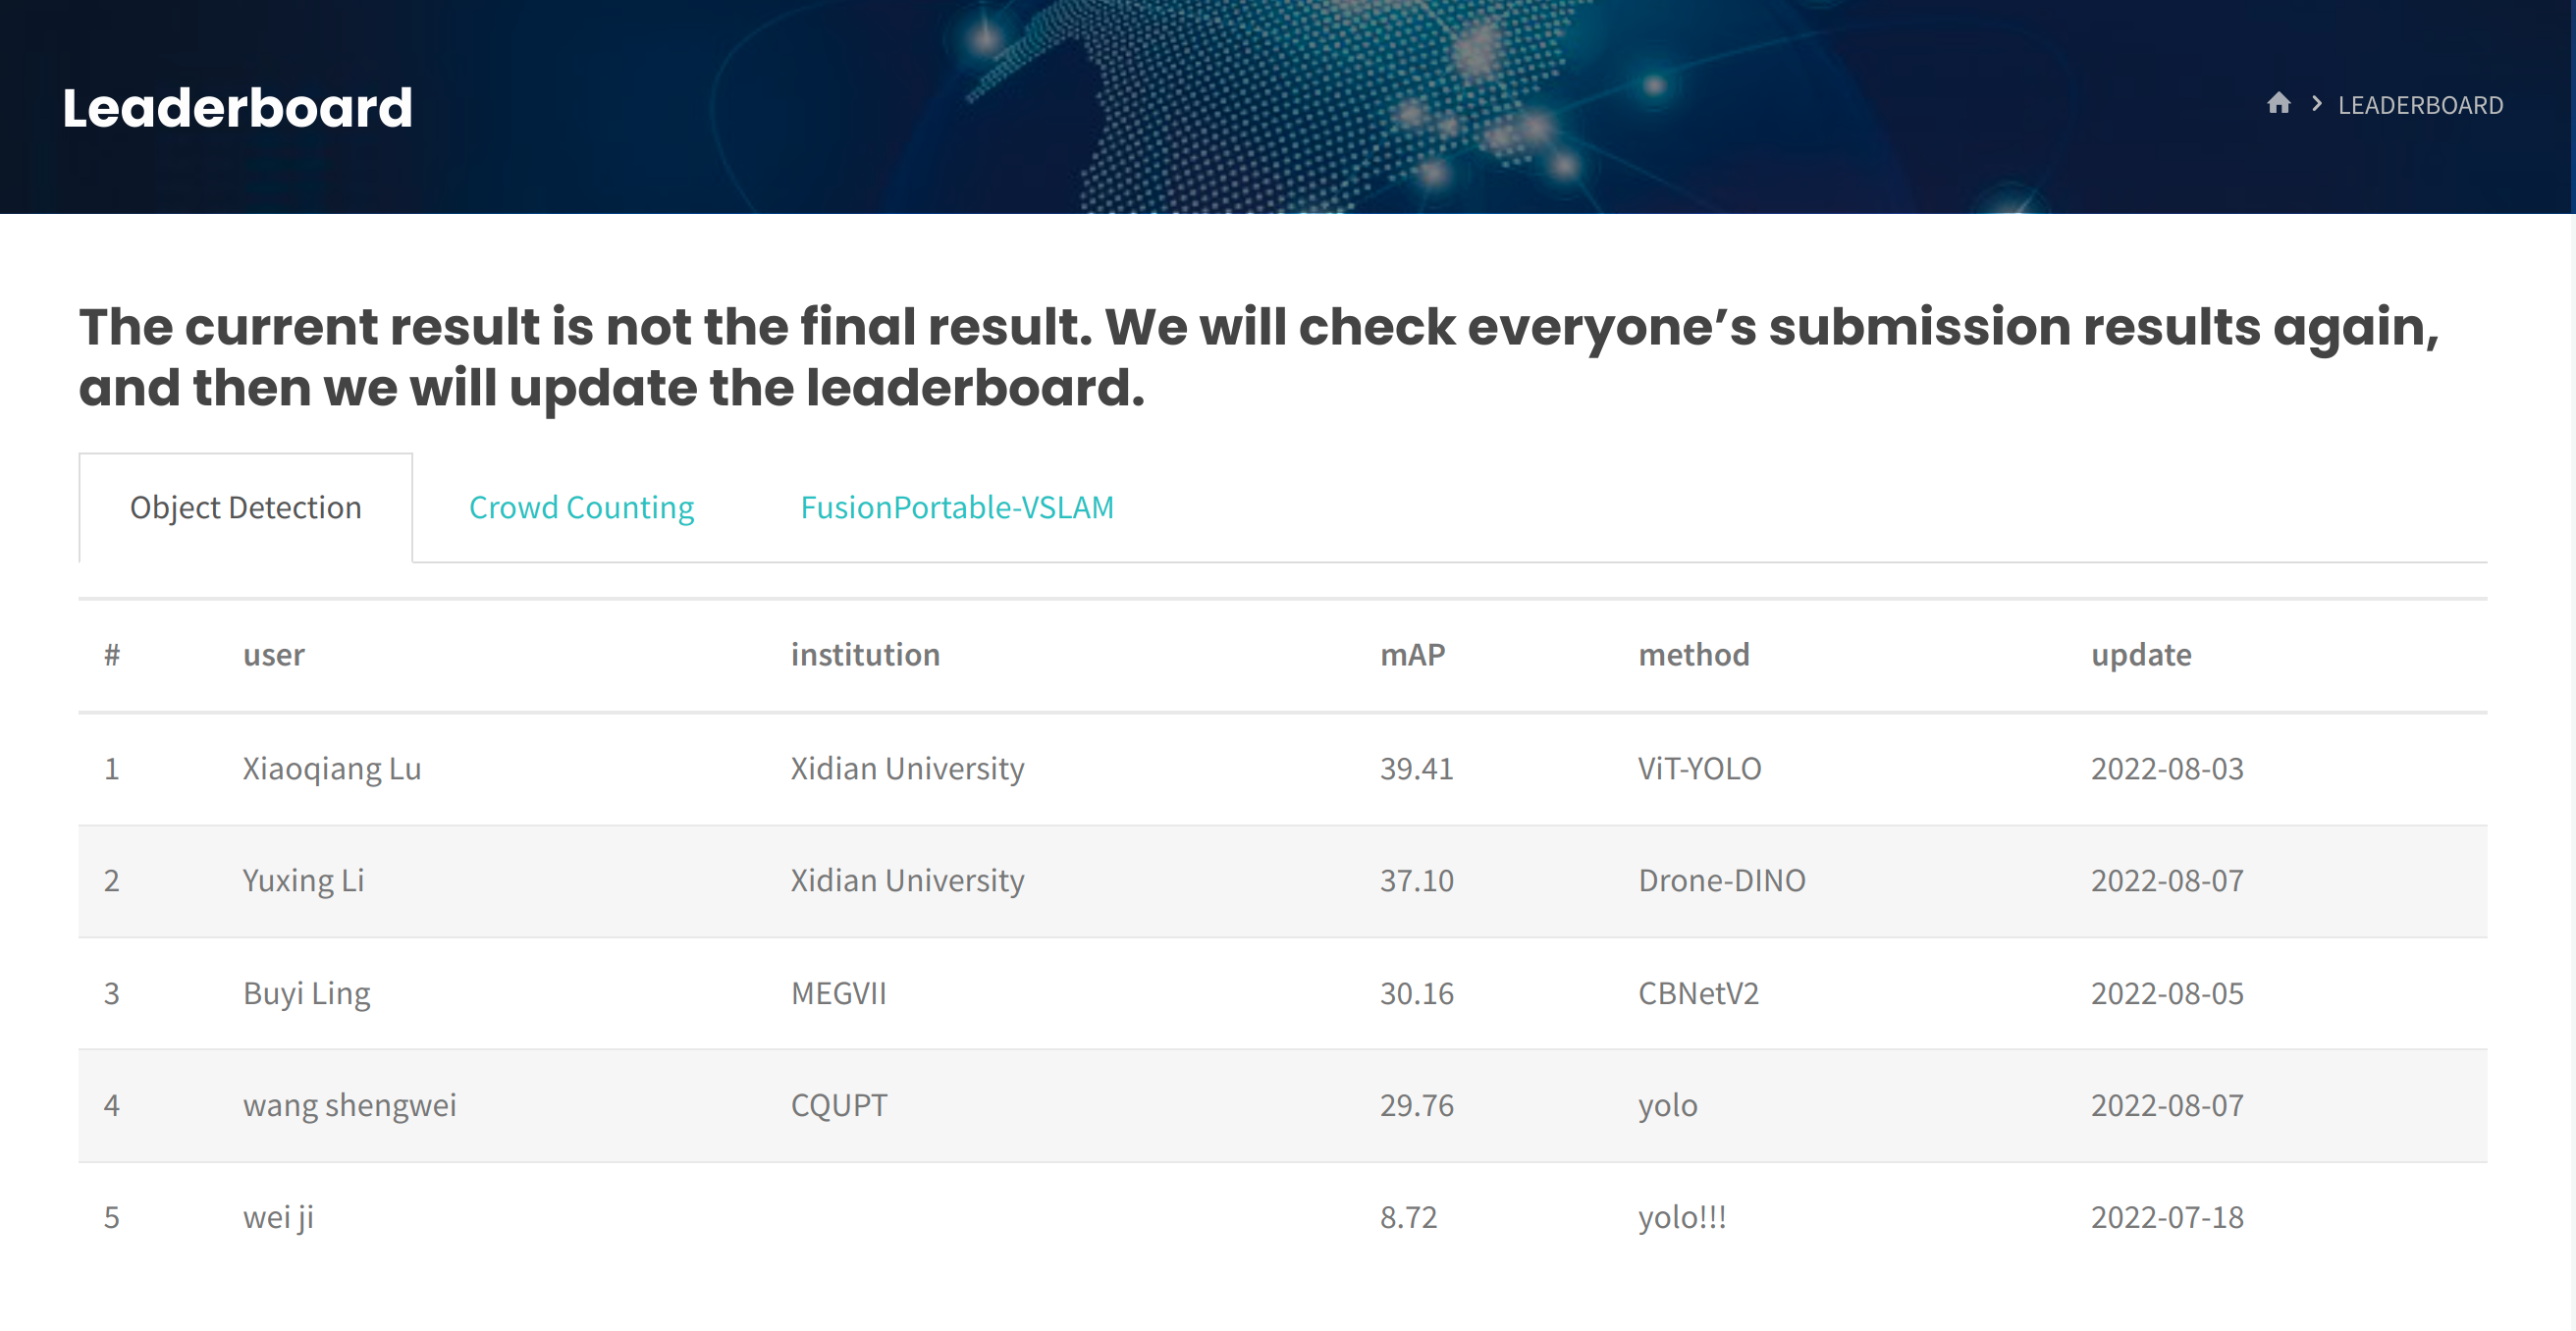 Leaderboard
LEADERBOARD
The current result is not the final result. We will check everyone’s submission results again,
and then we will update the leaderboard.
Object Detection Crowd Counting FusionPortable-VSLAM
# user institution mAP method update
1 Xiaoqiang Lu Xidian University 39.41 ViT-YOLO 2022-08-03
2 Yuxing Li Xidian University 37.10 Drone-DINO 2022-08-07
3 Buyi Ling MEGVII 30.16 CBNetV2 2022-08-05
4 wang shengwei CQUPT 29.76 yolo 2022-08-07
5 wei ji 8.72 yolo!!! 2022-07-18